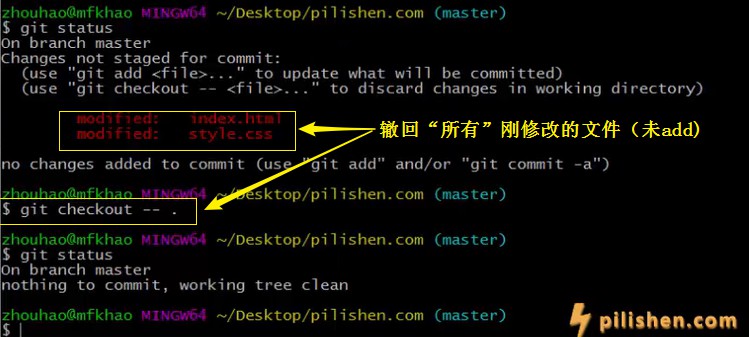 zhouhao@mfkhao MINGW64 ~/Desktop/pilishen.com (master)
$ git status
On branch master
Changes not staged for commit:
  (use "git add <file>..." to update what will be committed)
  (use "git checkout -- <file>..." to discard changes in working directory)
modified:   index.html
modified:   style.css
撤回“所有”刚修改的文件（未add)
no changes added to commit (use "git add" and/or "git commit -a")
zhouhao@mfkhao MINGW64 ~/Desktop/pilishen.com (master)
$ git checkout -- .
zhouhao@mfkhao MINGW64 ~/Desktop/pilishen.com (master)
$ git status
On branch master
nothing to commit, working tree clean
zhouhao@mfkhao MINGW64 ~/Desktop/pilishen.com (master)
$
pilishen.com